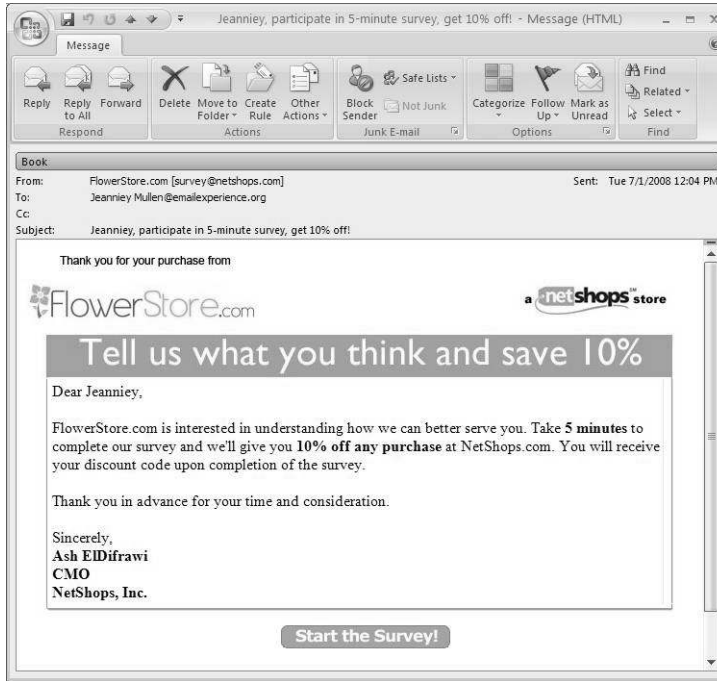 Jeanniey, participate in 5-minute survey, get 10% off! - Message (HTML)
Message
Reply Reply to All Forward
Respond
Delete Move to Folder Create Rule Other Actions
Actions
Block Sender Safe Lists Not Junk
Junk E-mail
Categorize Follow Up Mark as Unread
Options
Find Related Select
Find
Book
From: FlowerStore.com [survey@netshops.com] Sent: Tue 7/1/2008 12:04 PM
To: Jeanniey Mullen@emailexperience.org
Cc:
Subject: Jeanniey, participate in 5-minute survey, get 10% off!
Thank you for your purchase from
FlowerStore.com
a netshops℠ store
Tell us what you think and save 10%
Dear Jeanniey,
FlowerStore.com is interested in understanding how we can better serve you. Take 5 minutes to
complete our survey and we'll give you 10% off any purchase at NetShops.com. You will receive
your discount code upon completion of the survey.
Thank you in advance for your time and consideration.
Sincerely,
Ash ElDifrawi
CMO
NetShops, Inc.
Start the Survey!